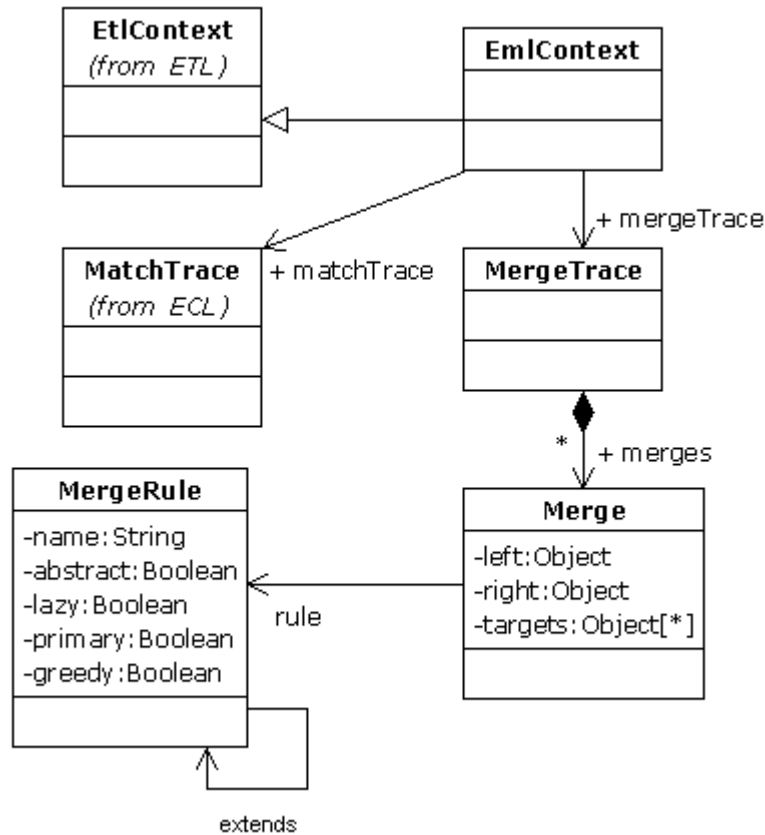 EtlContext
(from ETL)
EmlContext
+ mergeTrace
MatchTrace
(from ECL)
+ matchTrace
MergeTrace
*
+ merges
MergeRule
-name:String
-abstract:Boolean
-lazy:Boolean
-primary:Boolean
-greedy:Boolean
rule
Merge
-left:Object
-right:Object
-targets:Object[*]
extends